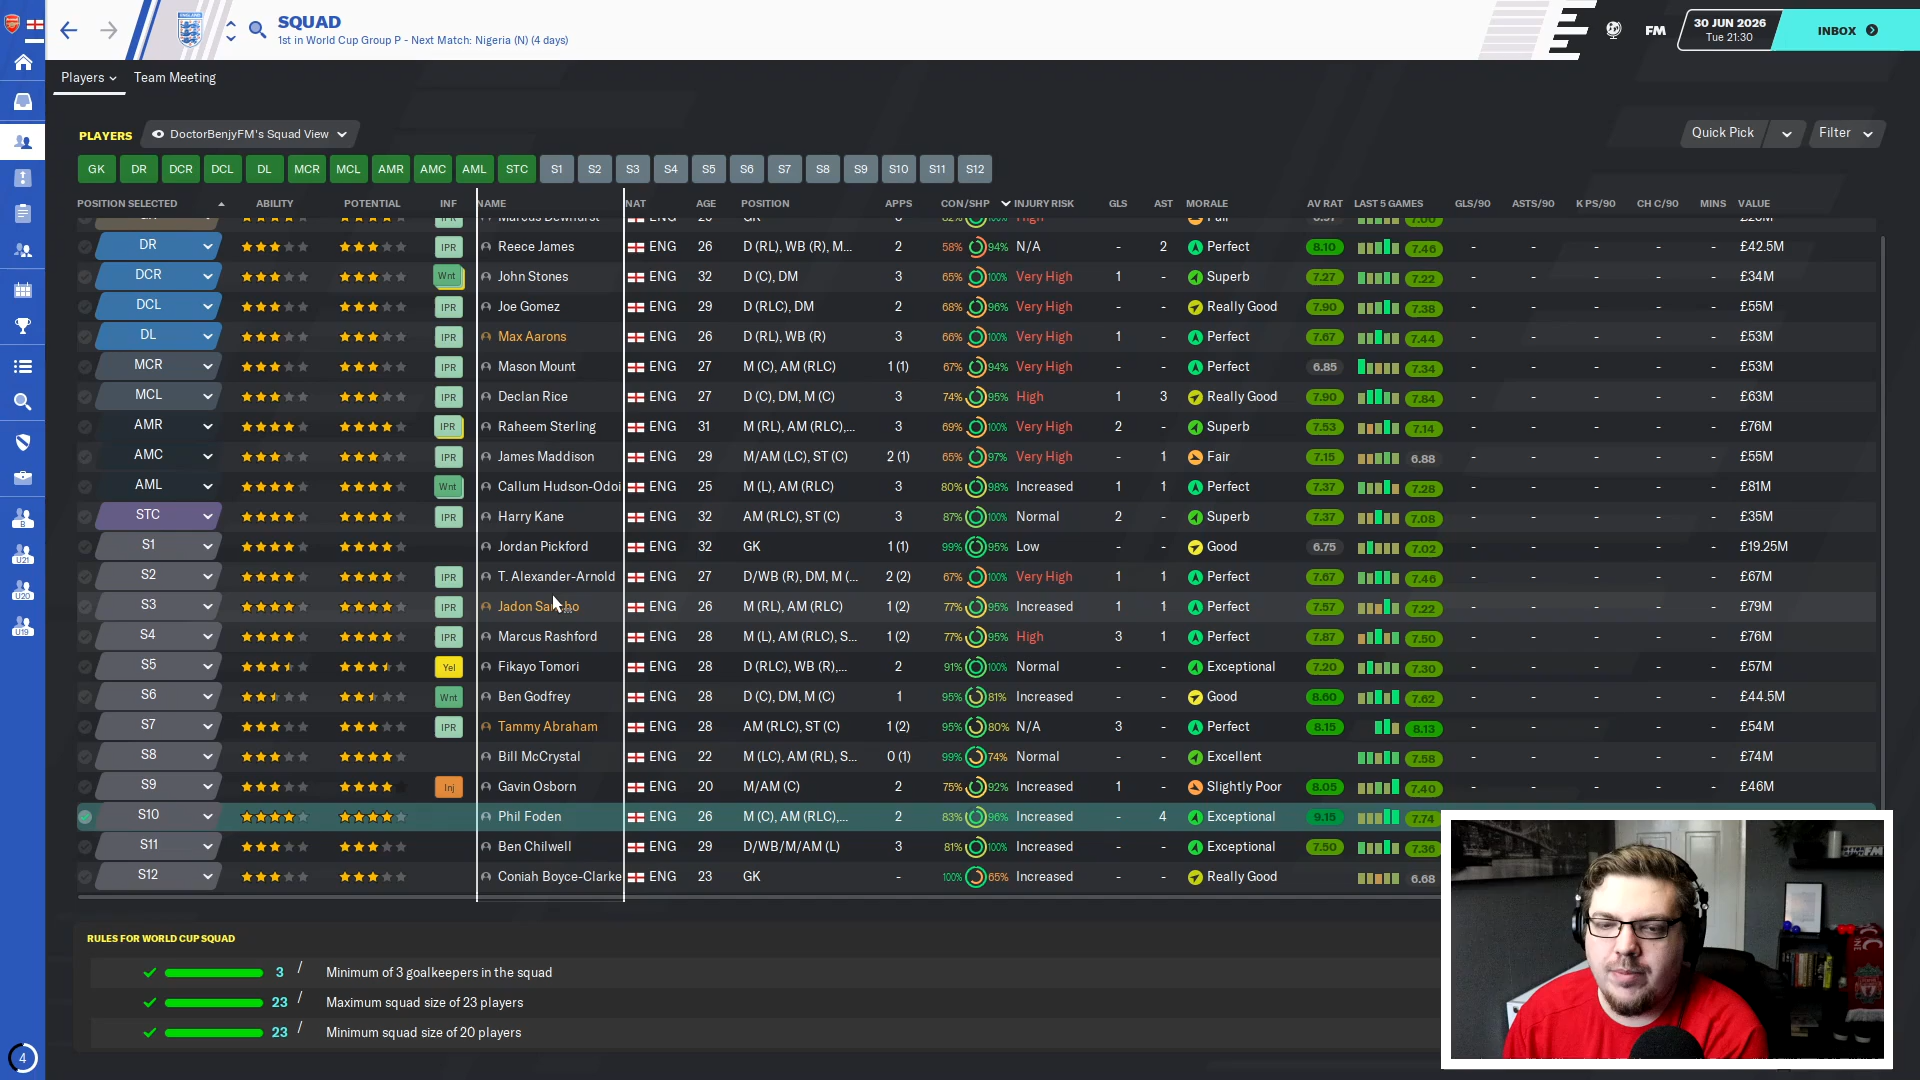 SQUAD
1st in World Cup Group P - Next Match: Nigeria (N) (4 days)
FM
30 JUN 2026
Tue 21:30
INBOX
Players
Team Meeting
PLAYERS
DoctorBenjyFM's Squad View
Quick Pick
Filter
GK DR DCR DCL DL MCR MCL AMR AMC AML STC S1 S2 S3 S4 S5 S6 S7 S8 S9 S10 S11 S12
POSITION SELECTED ABILITY POTENTIAL INF NAME NAT AGE POSITION APPS CON/SHP INJURY RISK GLS AST MORALE AV RAT LAST 5 GAMES GLS/90 ASTS/90 K PS/90 CH C/90 MINS VALUE
DR IPR Reece James ENG 26 D (RL), WB (R), M... 2 58% 94% N/A - 2 Perfect 8.10 7.46 - - - - - £42.5M
DCR Wnt John Stones ENG 32 D (C), DM 3 65% 100% Very High 1 - Superb 7.27 7.22 - - - - - £34M
DCL IPR Joe Gomez ENG 29 D (RLC), DM 2 68% 96% Very High - - Really Good 7.90 7.38 - - - - - £55M
DL IPR Max Aarons ENG 26 D (RL), WB (R) 3 66% 100% Very High 1 - Perfect 7.67 7.44 - - - - - £53M
MCR IPR Mason Mount ENG 27 M (C), AM (RLC) 1 (1) 67% 94% Very High - - Perfect 6.85 7.34 - - - - - £53M
MCL IPR Declan Rice ENG 27 D (C), DM, M (C) 3 74% 95% High 1 3 Really Good 7.90 7.84 - - - - - £63M
AMR IPR Raheem Sterling ENG 31 M (RL), AM (RLC),... 3 69% 100% Very High 2 - Superb 7.53 7.14 - - - - - £76M
AMC IPR James Maddison ENG 29 M/AM (LC), ST (C) 2 (1) 65% 97% Very High - 1 Fair 7.15 6.88 - - - - - £55M
AML Wnt Callum Hudson-Odoi ENG 25 M (L), AM (RLC) 3 80% 98% Increased 1 1 Perfect 7.37 7.28 - - - - - £81M
STC IPR Harry Kane ENG 32 AM (RLC), ST (C) 3 87% 100% Normal 2 - Superb 7.37 7.08 - - - - - £35M
S1 Jordan Pickford ENG 32 GK 1 (1) 99% 95% Low - - Good 6.75 7.02 - - - - - £19.25M
S2 IPR T. Alexander-Arnold ENG 27 D/WB (R), DM, M (... 2 (2) 67% 100% Very High 1 1 Perfect 7.67 7.46 - - - - - £67M
S3 IPR Jadon Sancho ENG 26 M (RL), AM (RLC) 1 (2) 77% 95% Increased 1 1 Perfect 7.57 7.22 - - - - - £79M
S4 IPR Marcus Rashford ENG 28 M (L), AM (RLC), S... 1 (2) 77% 95% High 3 1 Perfect 7.87 7.50 - - - - - £76M
S5 Yel Fikayo Tomori ENG 28 D (RLC), WB (R),... 2 91% 100% Normal - - Exceptional 7.20 7.30 - - - - - £57M
S6 Wnt Ben Godfrey ENG 28 D (C), DM, M (C) 1 95% 81% Increased - - Good 8.60 7.62 - - - - - £44.5M
S7 IPR Tammy Abraham ENG 28 AM (RLC), ST (C) 1 (2) 95% 80% N/A 3 - Perfect 8.15 8.13 - - - - - £54M
S8 Bill McCrystal ENG 22 M (LC), AM (RL), S... 0 (1) 99% 74% Normal - - Excellent 7.58 - - - - - £74M
S9 Inj Gavin Osborn ENG 20 M/AM (C) 2 75% 92% Increased 1 - Slightly Poor 8.05 7.40 - - - - - £46M
S10 Phil Foden ENG 26 M (C), AM (RLC),... 2 83% 96% Increased - 4 Exceptional 9.15 7.74
S11 Ben Chilwell ENG 29 D/WB/M/AM (L) 3 81% 100% Increased - - Exceptional 7.50 7.36
S12 Coniah Boyce-Clarke ENG 23 GK - 100% 65% Increased - - Really Good 6.68
RULES FOR WORLD CUP SQUAD
3 / Minimum of 3 goalkeepers in the squad
23 / Maximum squad size of 23 players
23 / Minimum squad size of 20 players
B
U21
U20
U19
4